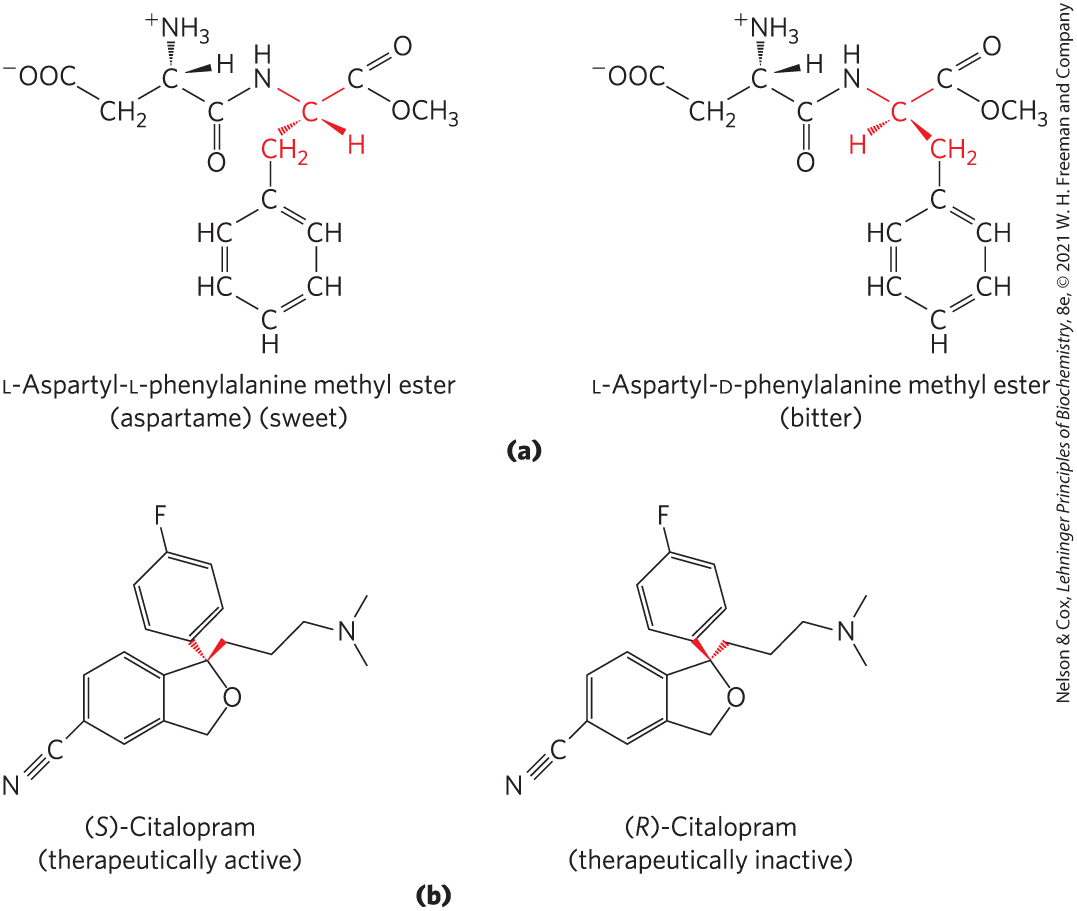 ⁺NH₃
H
H
N
O
⁻OOC
C
C
CH₂
C
C
OCH₃
O
CH₂
H
C
HC
CH
HC
CH
C
H
L-Aspartyl-L-phenylalanine methyl ester
(aspartame) (sweet)
⁺NH₃
H
H
N
O
⁻OOC
C
C
CH₂
C
C
OCH₃
O
H
CH₂
C
HC
CH
HC
CH
C
H
L-Aspartyl-D-phenylalanine methyl ester
(bitter)
(a)
F
N
O
C
N
(S)-Citalopram
(therapeutically active)
F
N
O
C
N
(R)-Citalopram
(therapeutically inactive)
(b)
Nelson & Cox, Lehninger Principles of Biochemistry, 8e, © 2021 W. H. Freeman and Company